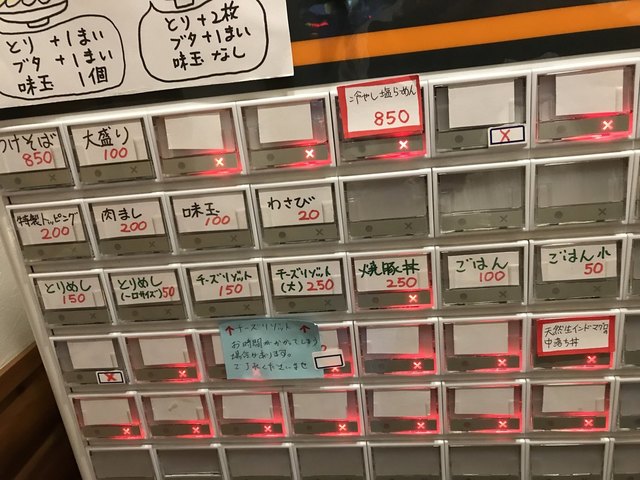 とり +1まい
ブタ +1まい
味玉 1個
とり +2枚
ブタ +1まい
味玉 なし
つけそば
850
大盛り
100
冷やし塩らめん
850
特製トッピング
200
肉まし
200
味玉
100
わさび
20
とりめし
150
とりめし
(一口サイズ)50
チーズリゾット
150
チーズリゾット
(大) 250
焼豚丼
250
ごはん
100
ごはん小
50
↑チーズリゾット↑
お時間がかかってしまう
場合があります。
ご了承くださいませ
天然生インドマグロの
中落ち丼